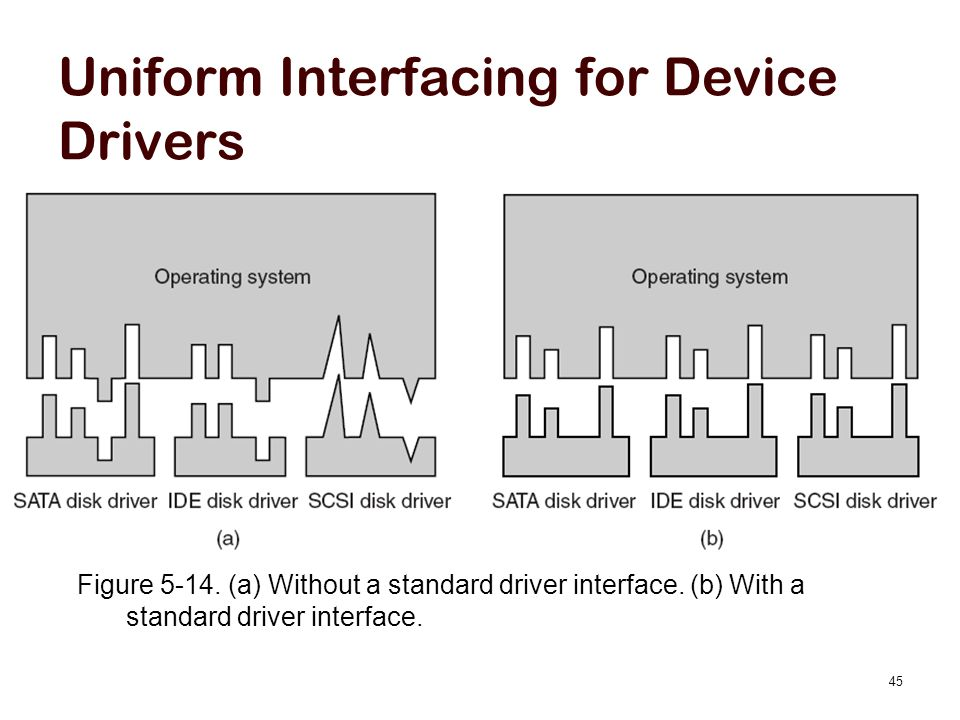 Uniform Interfacing for Device
Drivers
Operating system
Operating system
SATA disk driver IDE disk driver SCSI disk driver
SATA disk driver IDE disk driver SCSI disk driver
(a)
(b)
Figure 5-14. (a) Without a standard driver interface. (b) With a
standard driver interface.
45